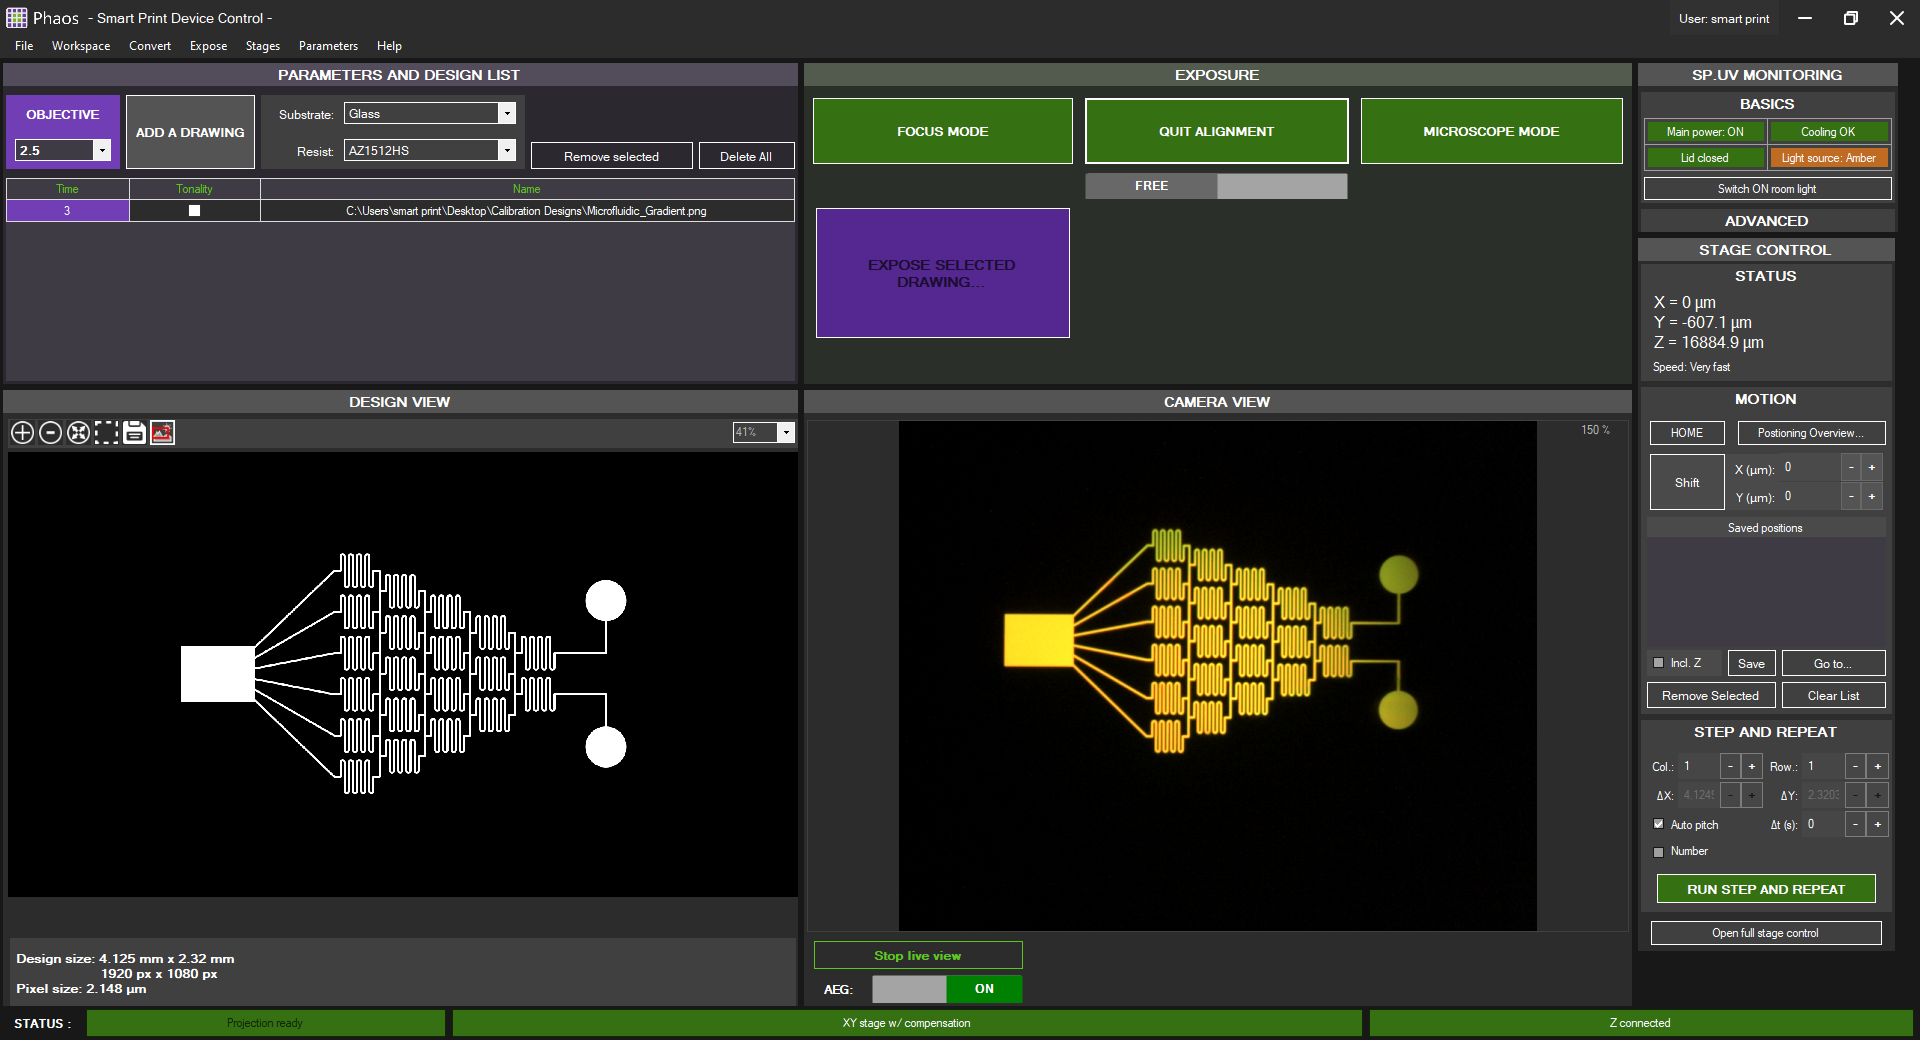 Phaos - Smart Print Device Control -
User: smart print
File Workspace Convert Expose Stages Parameters Help
PARAMETERS AND DESIGN LIST
OBJECTIVE
2.5
ADD A DRAWING
Substrate: Glass
Resist: AZ1512HS
Remove selected
Delete All
Time Tonality Name
3 C:\Users\smart print\Desktop\Calibration Designs\Microfluidic_Gradient.png
EXPOSURE
FOCUS MODE
QUIT ALIGNMENT
MICROSCOPE MODE
FREE
EXPOSE SELECTED
DRAWING...
DESIGN VIEW
41%
Design size: 4.125 mm x 2.32 mm
1920 px x 1080 px
Pixel size: 2.148 µm
CAMERA VIEW
150 %
Stop live view
AEG: ON
SP.UV MONITORING
BASICS
Main power: ON
Cooling OK
Lid closed
Light source: Amber
Switch ON room light
ADVANCED
STAGE CONTROL
STATUS
X = 0 µm
Y = -607.1 µm
Z = 16884.9 µm
Speed: Very fast
MOTION
HOME
Postioning Overview...
Shift
X (µm): 0 - +
Y (µm): 0 - +
Saved positions
Incl. Z
Save
Go to...
Remove Selected
Clear List
STEP AND REPEAT
Col.: 1 - + Row.: 1 - +
ΔX: 4.1249 - + ΔY: 2.3203 - +
Auto pitch Δt (s): 0 - +
Number
RUN STEP AND REPEAT
Open full stage control
STATUS :
Projection ready
XY stage w/ compensation
Z connected